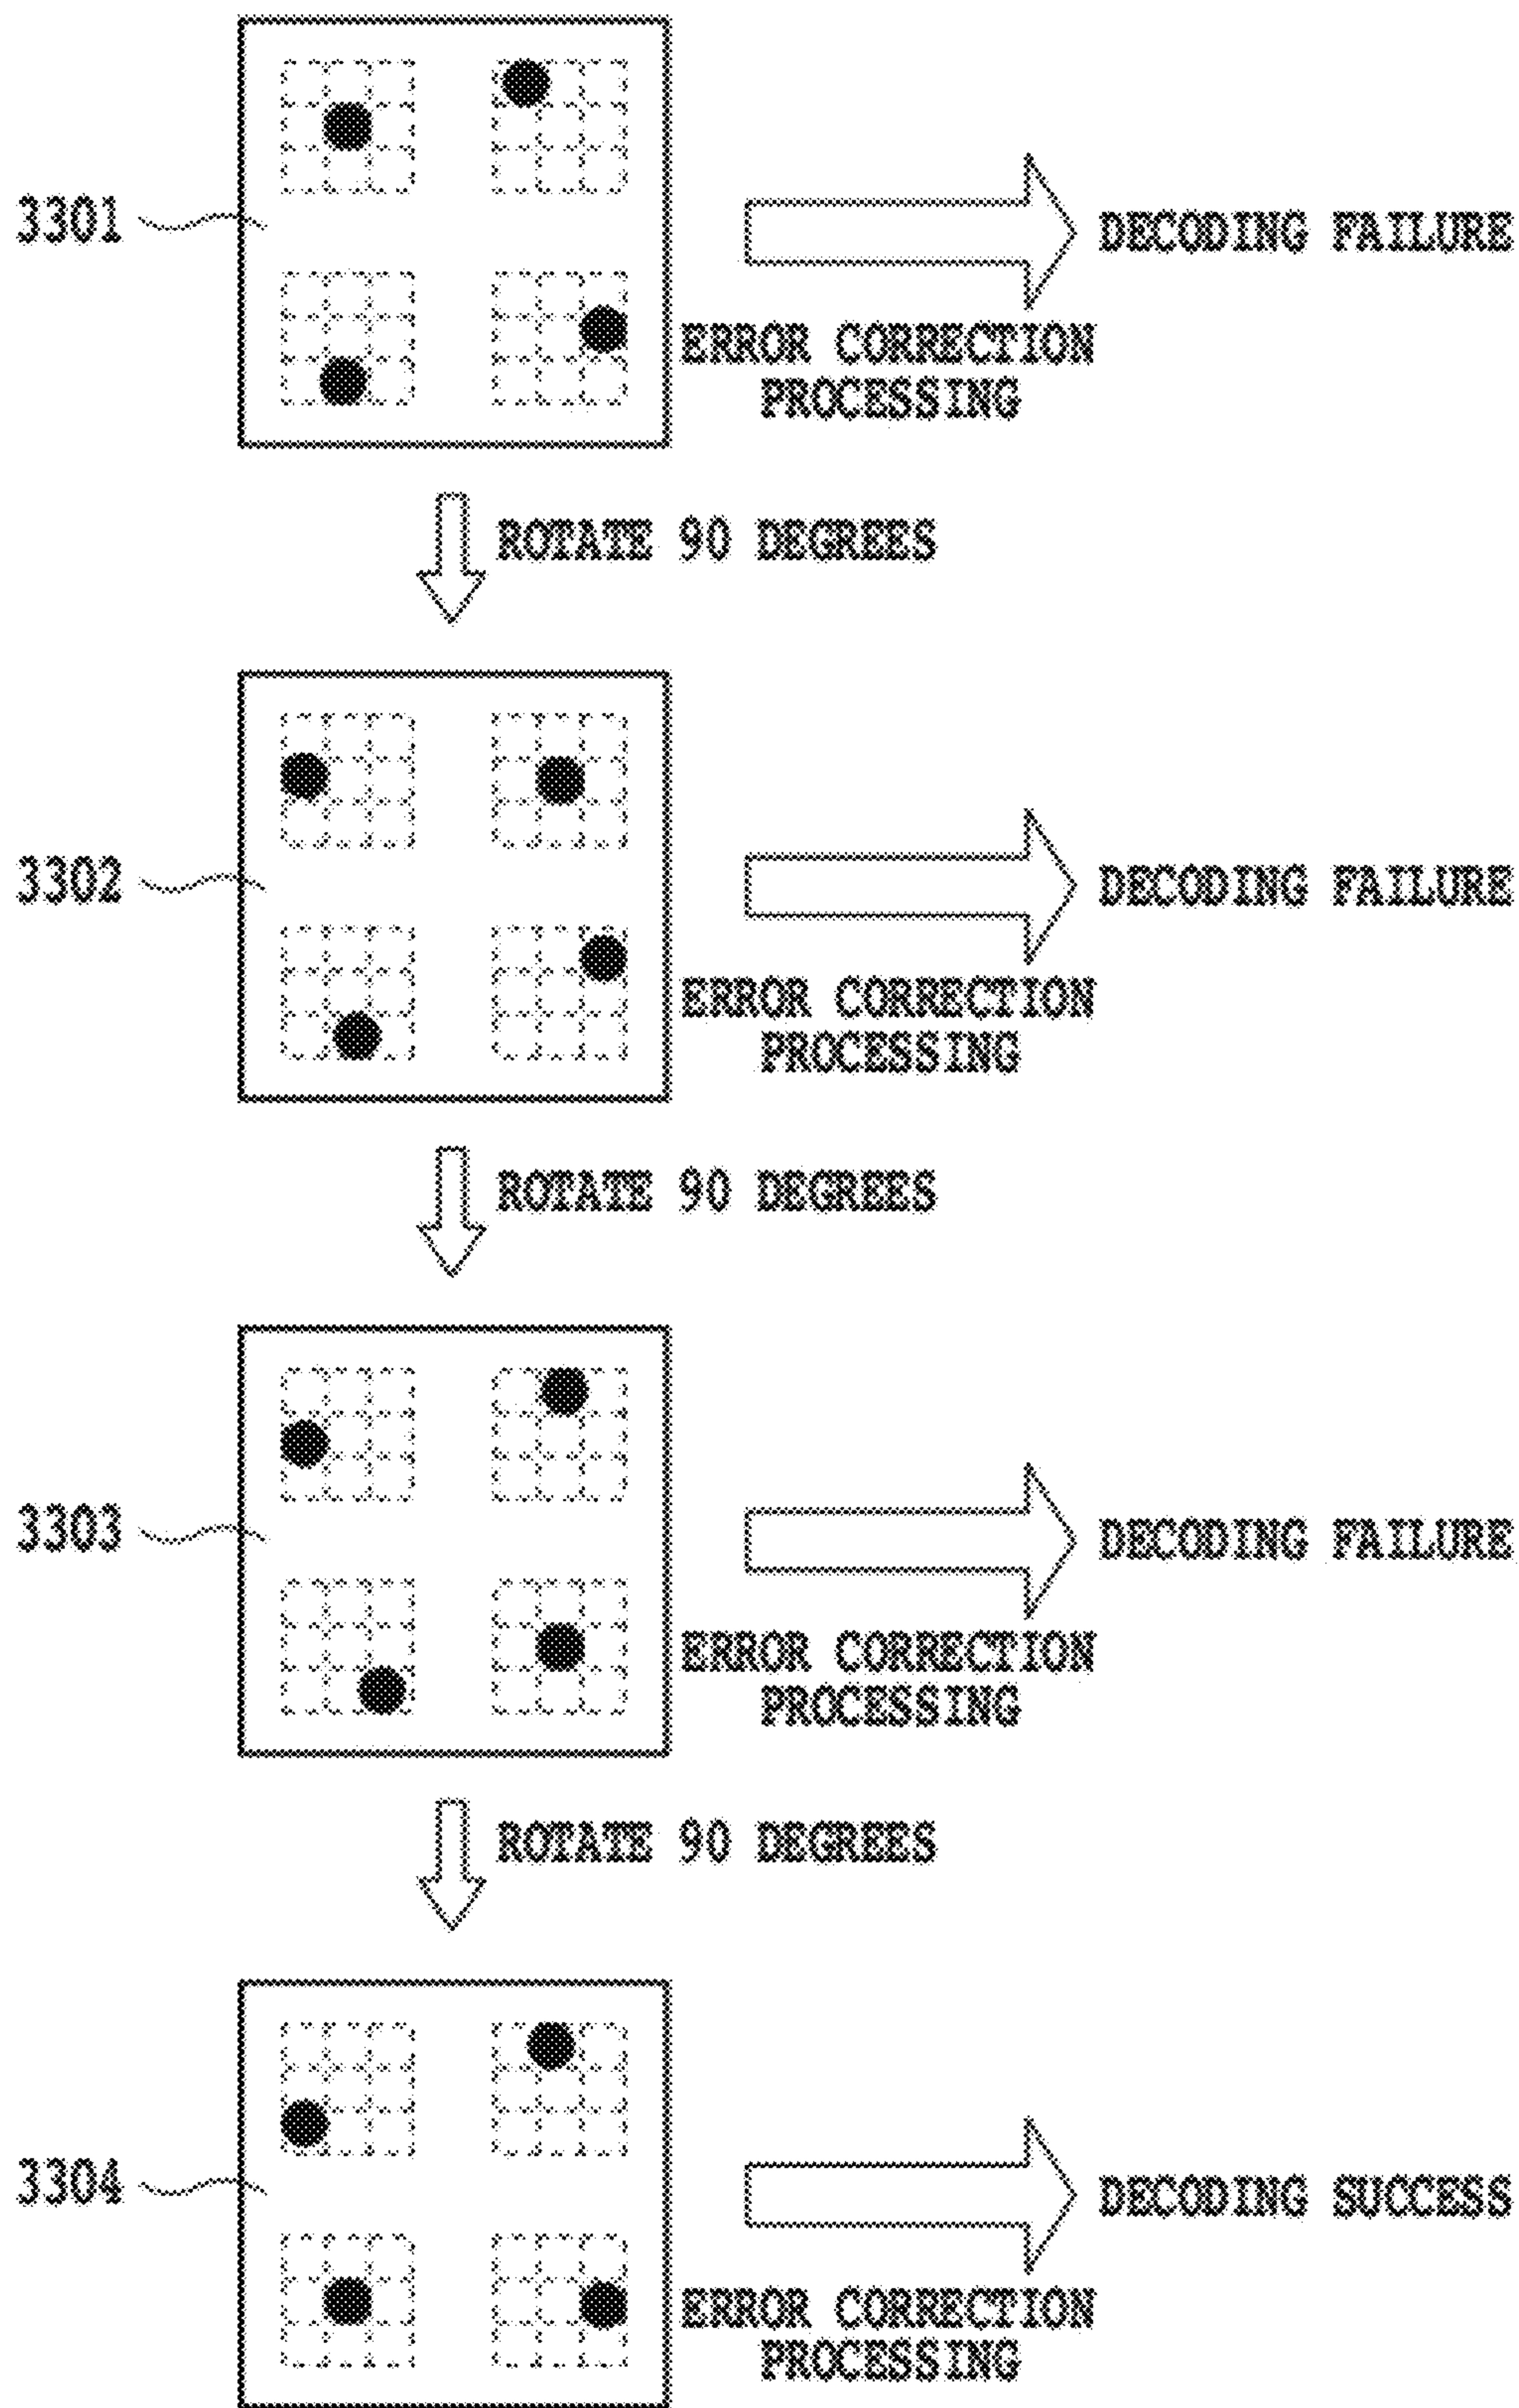 3301
DECODING FAILURE
ERROR CORRECTION
PROCESSING
ROTATE 90 DEGREES
3302
DECODING FAILURE
ERROR CORRECTION
PROCESSING
ROTATE 90 DEGREES
3303
DECODING FAILURE
ERROR CORRECTION
PROCESSING
ROTATE 90 DEGREES
3304
DECODING SUCCESS
ERROR CORRECTION
PROCESSING